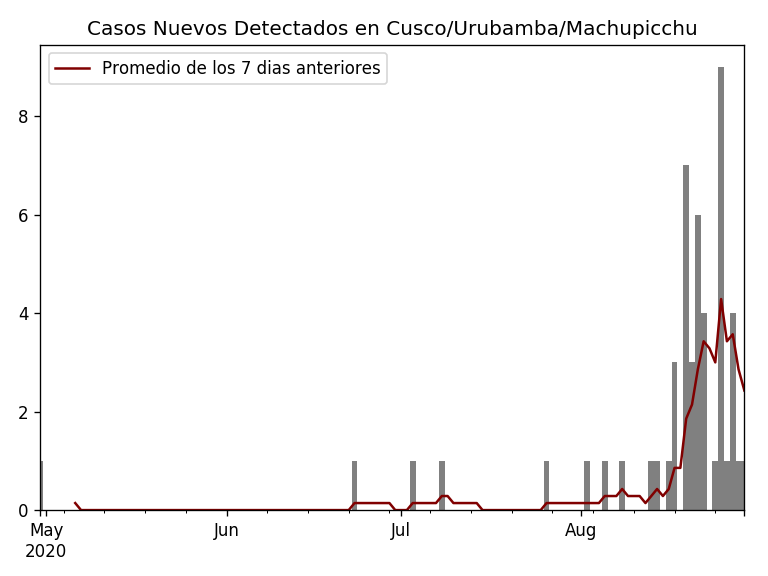 Casos Nuevos Detectados en Cusco/Urubamba/Machupicchu
Promedio de los 7 dias anteriores
8
6
4
2
0
May Jun Jul Aug
2020